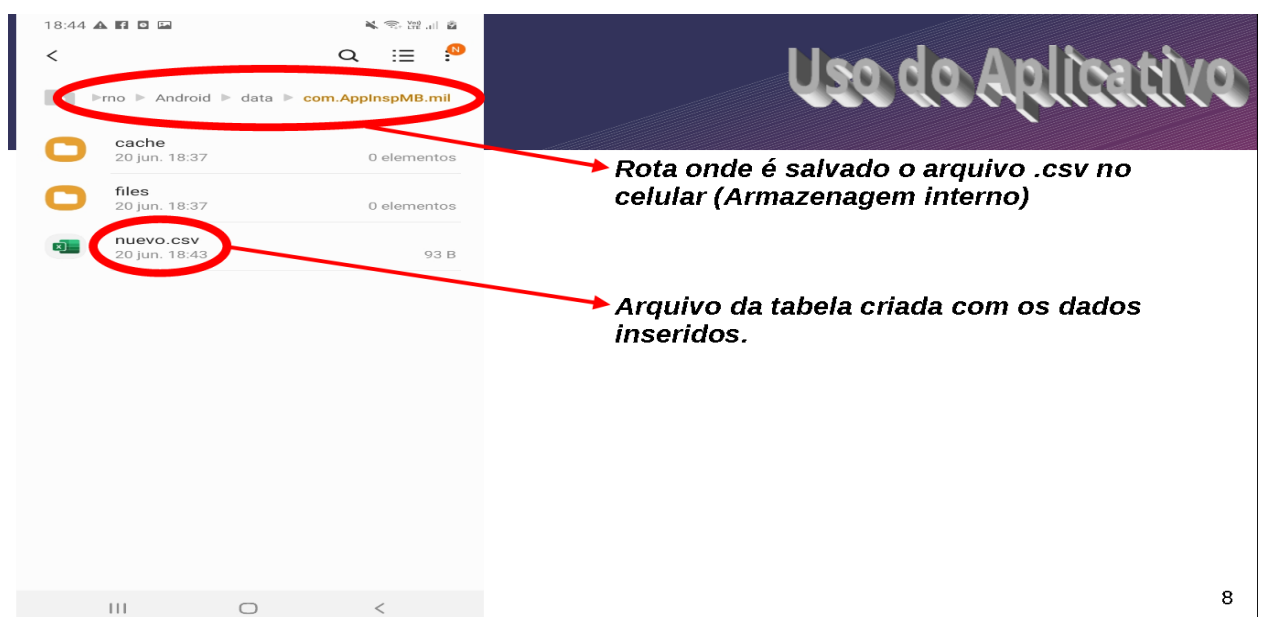 18:44
Uso do Aplicativo
rno Android data com.AppInspMB.mil
N
cache
20 jun. 18:37 0 elementos
files
20 jun. 18:37 0 elementos
nuevo.csv
20 jun. 18:43 93 B
Rota onde é salvado o arquivo .csv no
celular (Armazenagem interno)
Arquivo da tabela criada com os dados
inseridos.
8